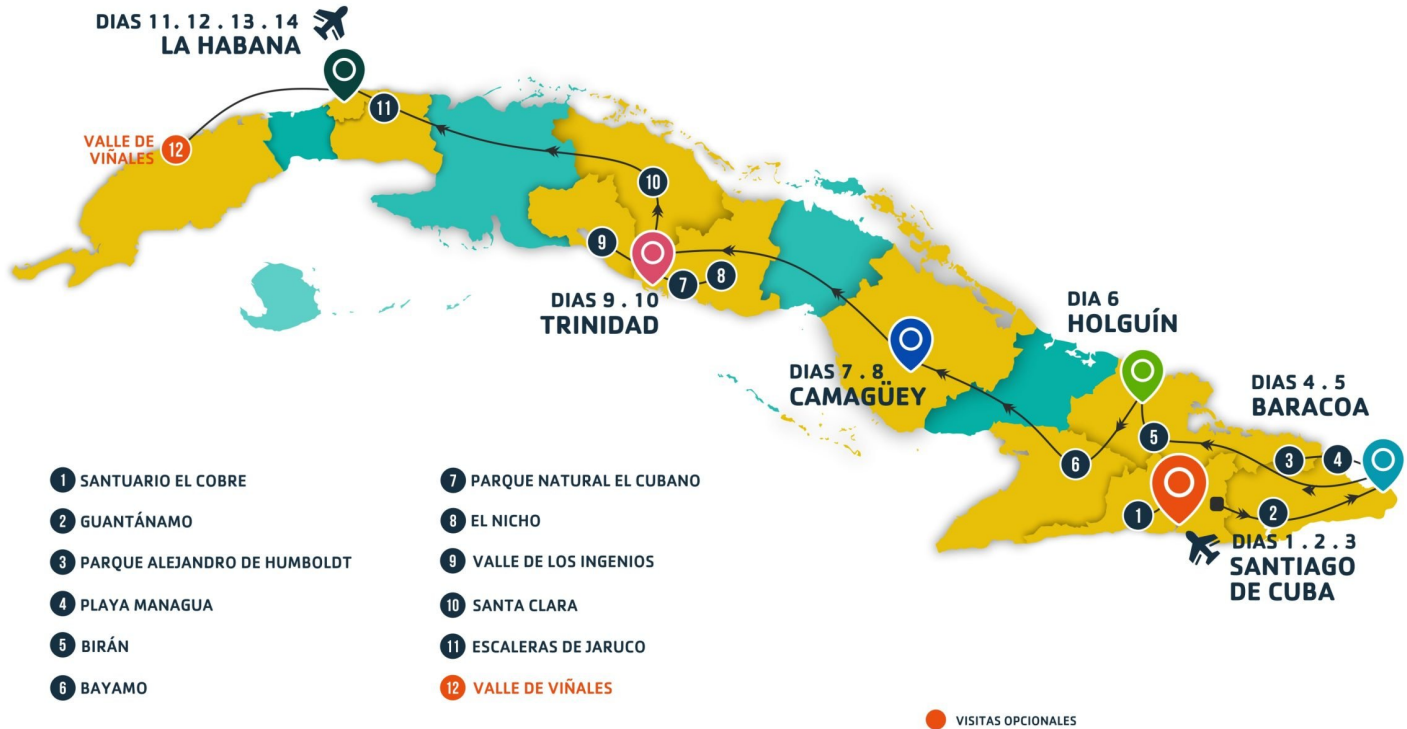 DIAS 11. 12 . 13 . 14
LA HABANA
11
VALLE DE
VIÑALES
12
10
9
7
8
DIAS 9 . 10
TRINIDAD
DIA 6
HOLGUÍN
DIAS 7 . 8
CAMAGÜEY
DIAS 4 . 5
BARACOA
5
6
3
4
1
2
DIAS 1 . 2 . 3
SANTIAGO
DE CUBA
1 SANTUARIO EL COBRE
2 GUANTÁNAMO
3 PARQUE ALEJANDRO DE HUMBOLDT
4 PLAYA MANAGUA
5 BIRÁN
6 BAYAMO
7 PARQUE NATURAL EL CUBANO
8 EL NICHO
9 VALLE DE LOS INGENIOS
10 SANTA CLARA
11 ESCALERAS DE JARUCO
12 VALLE DE VIÑALES
VISITAS OPCIONALES